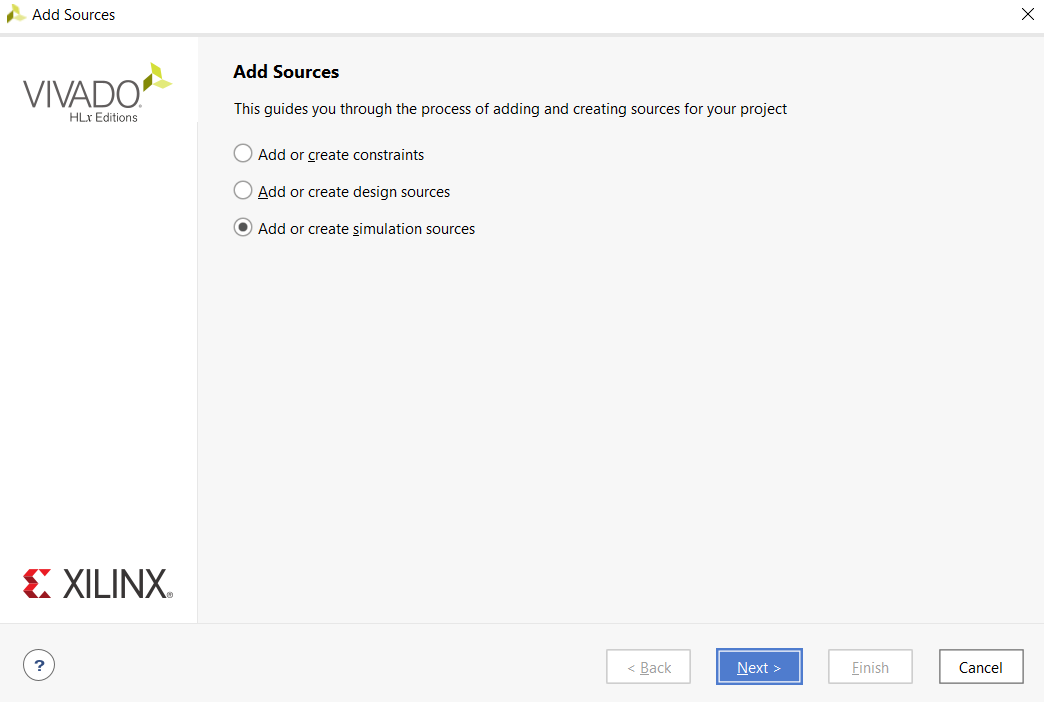 Add Sources
VIVADO.
HLx Editions
Add Sources
This guides you through the process of adding and creating sources for your project
Add or create constraints
Add or create design sources
Add or create simulation sources
XILINX®
?
< Back
Next >
Finish
Cancel